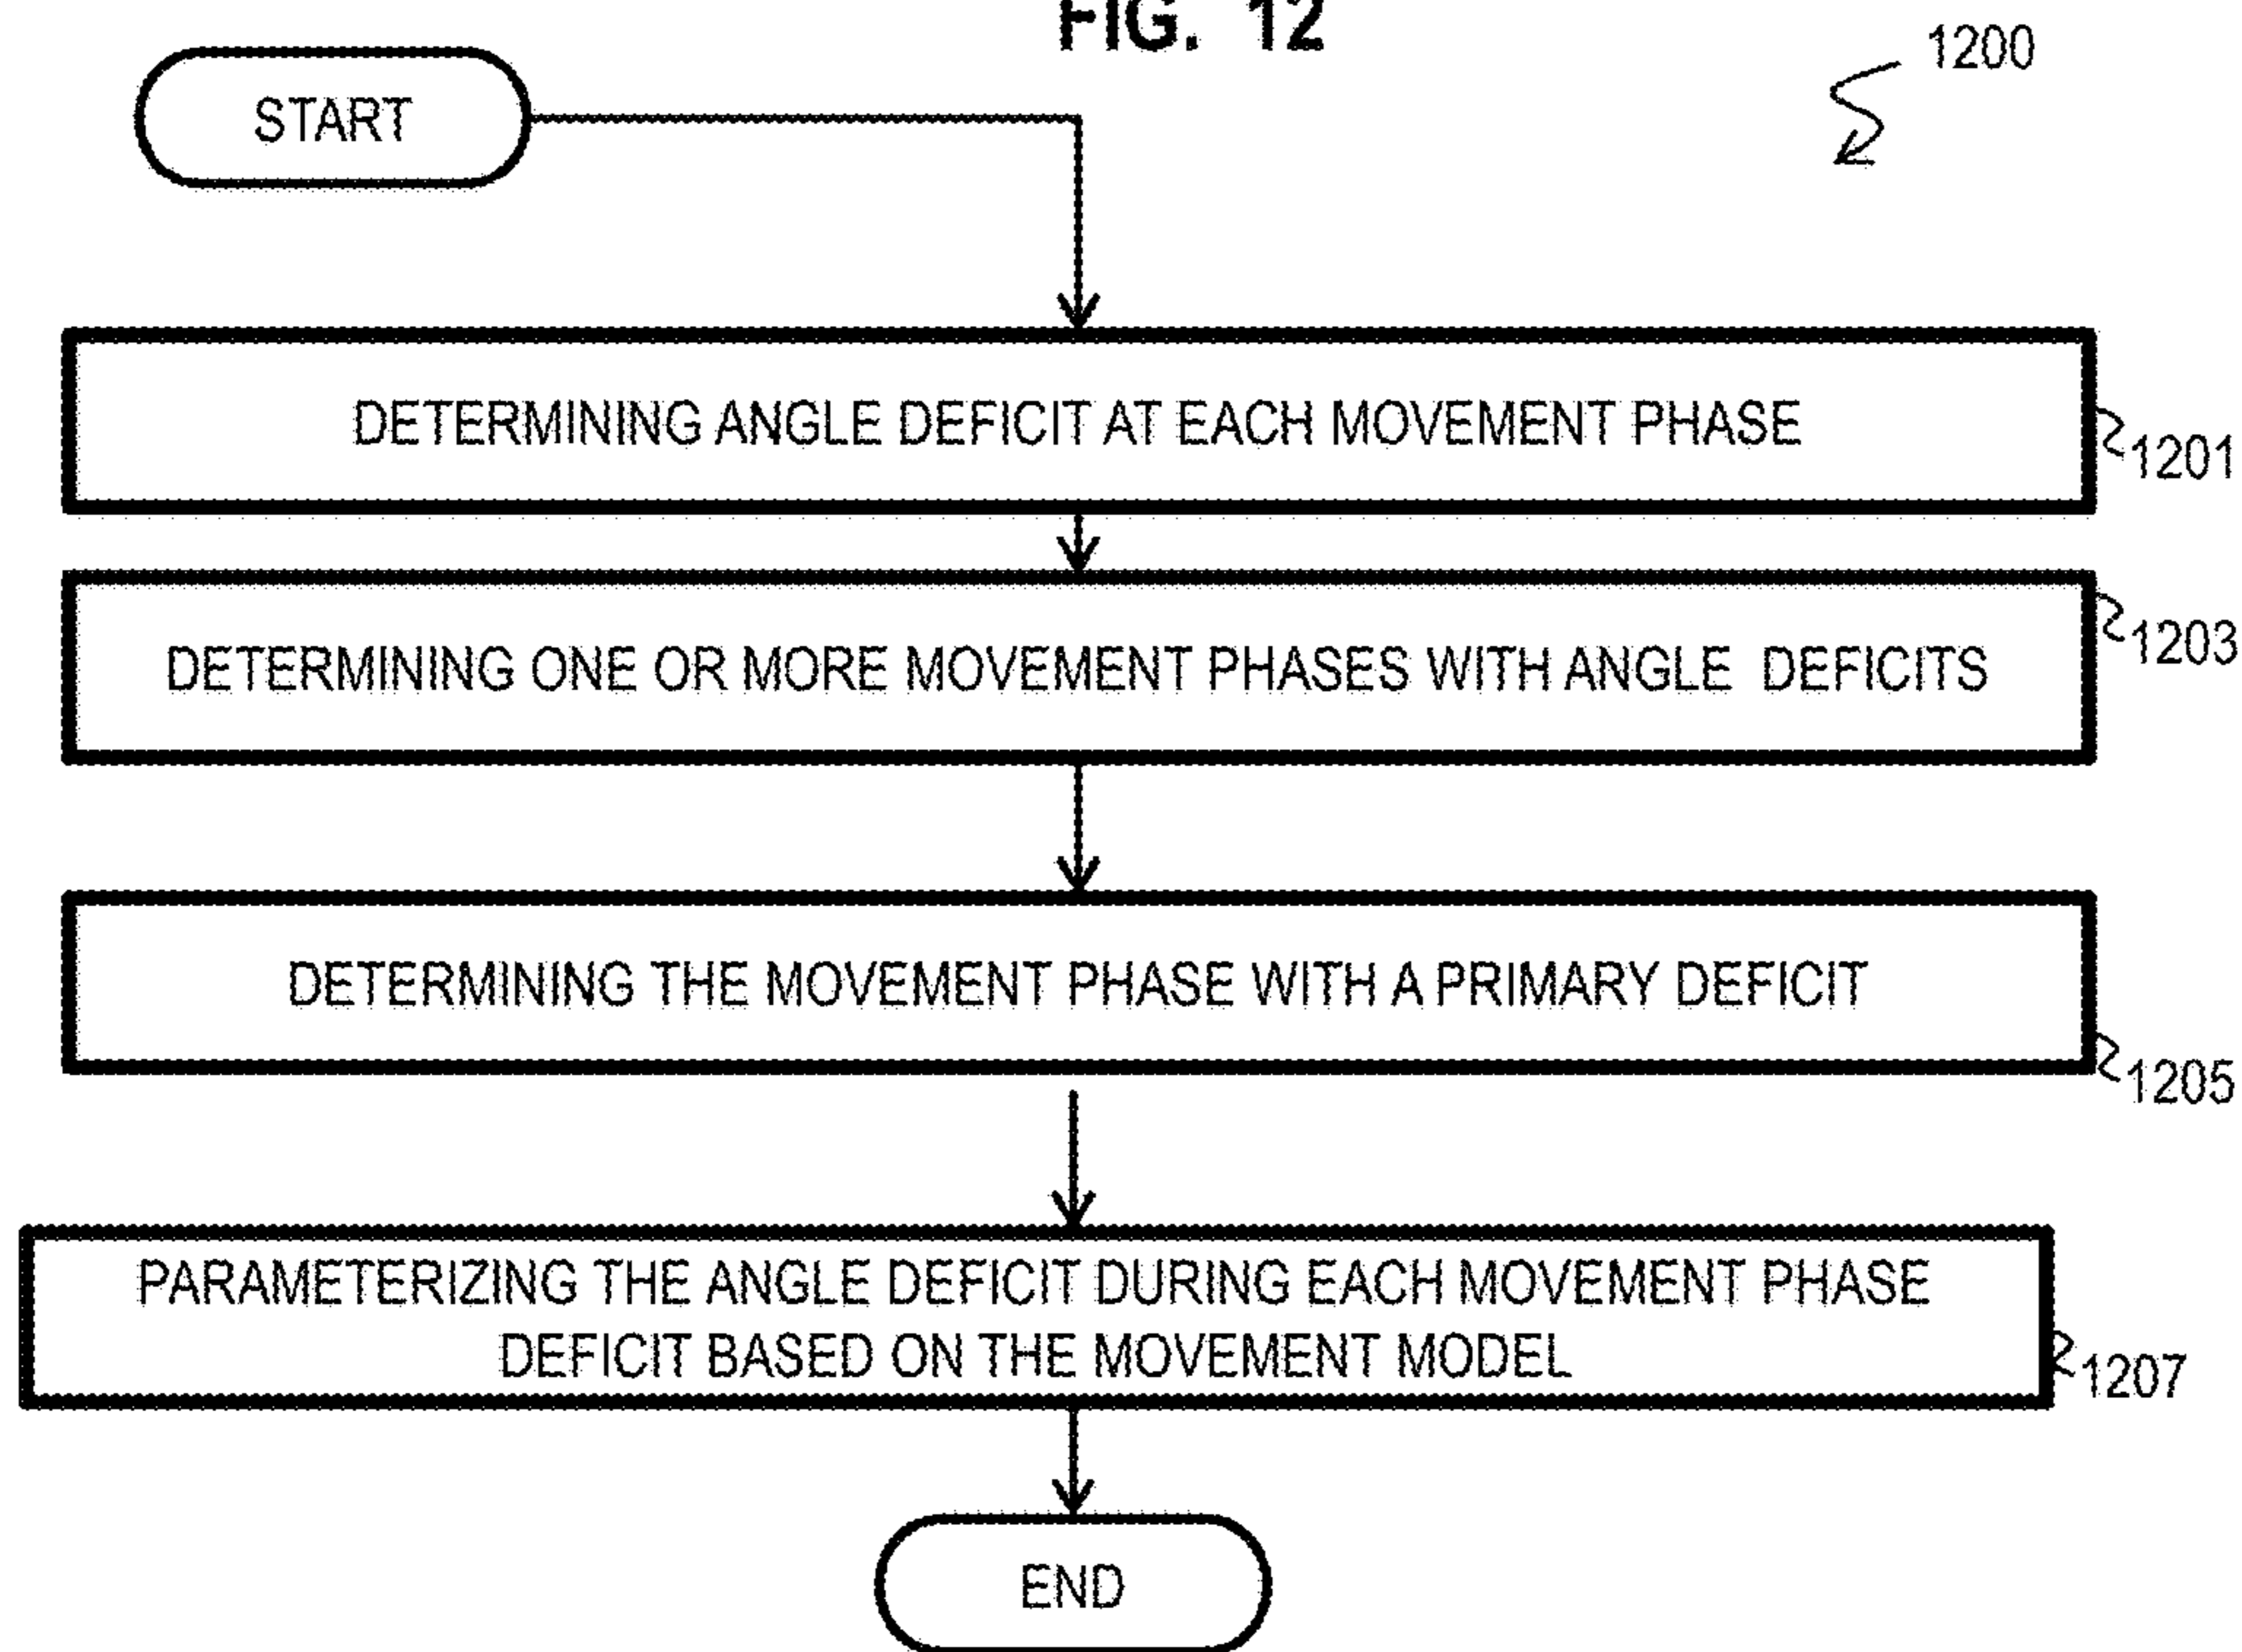 FIG. 12
1200
START
DETERMINING ANGLE DEFICIT AT EACH MOVEMENT PHASE
1201
DETERMINING ONE OR MORE MOVEMENT PHASES WITH ANGLE DEFICITS
1203
DETERMINING THE MOVEMENT PHASE WITH A PRIMARY DEFICIT
1205
PARAMETERIZING THE ANGLE DEFICIT DURING EACH MOVEMENT PHASE
DEFICIT BASED ON THE MOVEMENT MODEL
1207
END